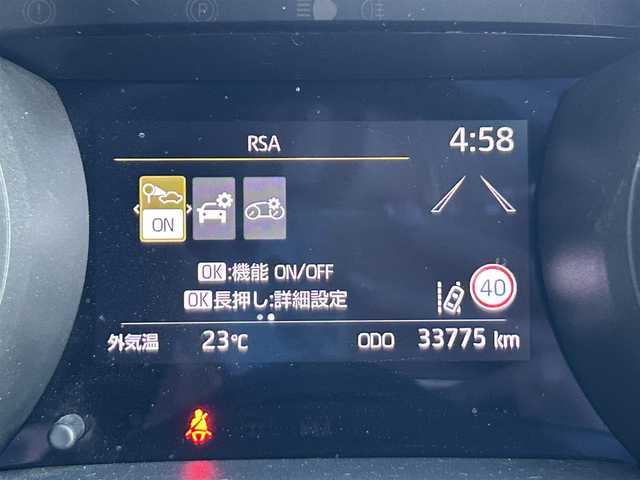 RSA
4:58
ON
OK:機能 ON/OFF
OK長押し:詳細設定
40
外気温 23℃ ODO 33775 km